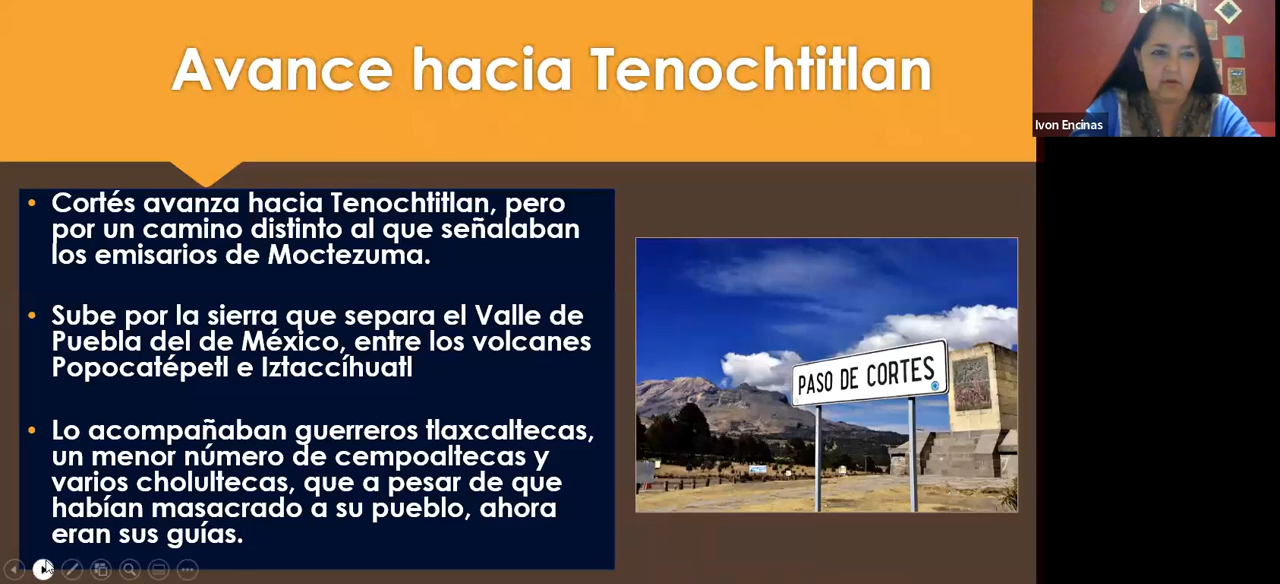 Avance hacia Tenochtitlan
Ivon Encinas
• Cortés avanza hacia Tenochtitlan, pero
por un camino distinto al que señalaban
los emisarios de Moctezuma.
• Sube por la sierra que separa el Valle de
Puebla del de México, entre los volcanes
Popocatépetl e Iztaccíhuatl
• Lo acompañaban guerreros tlaxcaltecas,
un menor número de cempoaltecas y
varios cholultecas, que a pesar de que
habían masacrado a su pueblo, ahora
eran sus guías.
PASO DE CORTES